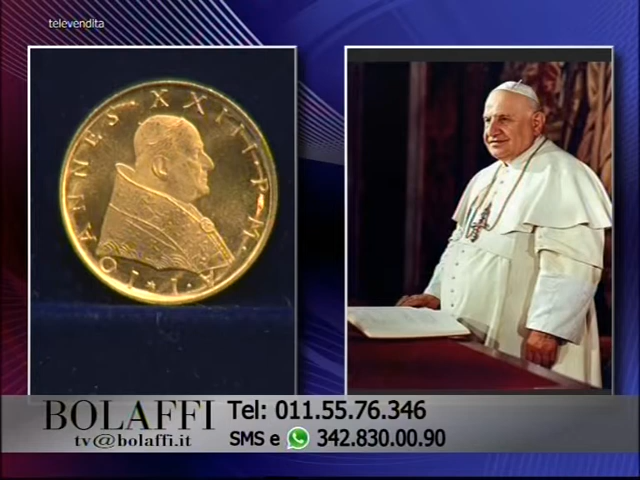 televendita
IOANNES XXIII P. M. A. I.
BOLAFFI
tv@bolaffi.it
Tel: 011.55.76.346
SMS e 342.830.00.90